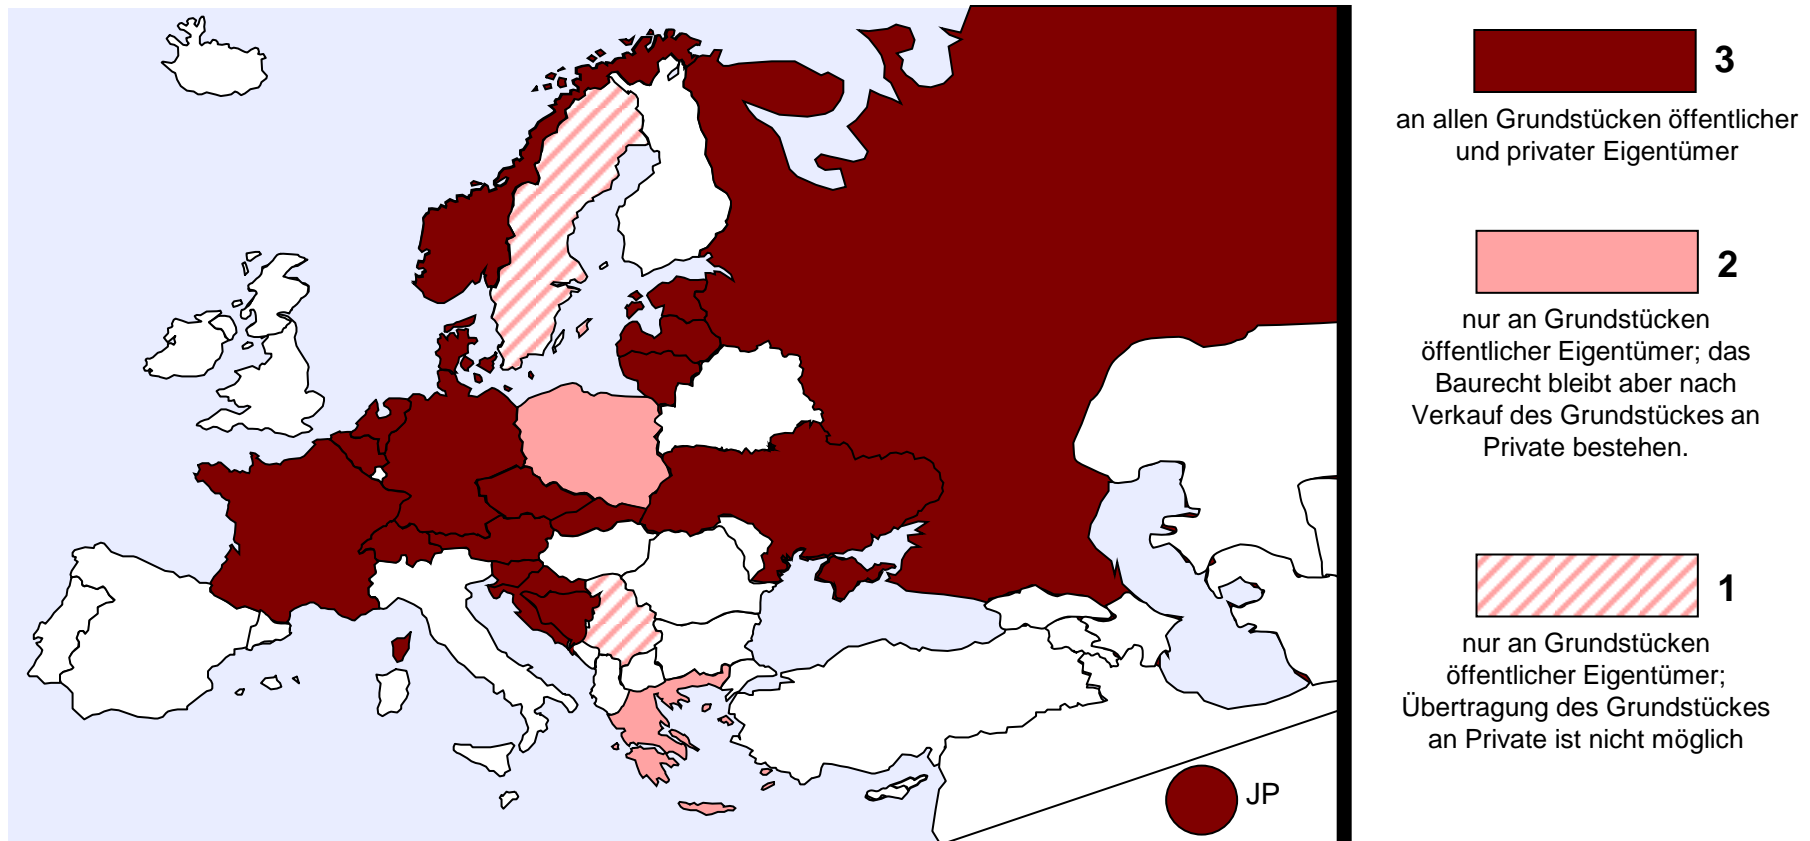 3
an allen Grundstücken öffentlicher
und privater Eigentümer
2
nur an Grundstücken
öffentlicher Eigentümer; das
Baurecht bleibt aber nach
Verkauf des Grundstückes an
Private bestehen.
1
nur an Grundstücken
öffentlicher Eigentümer;
Übertragung des Grundstückes
an Private ist nicht möglich
JP